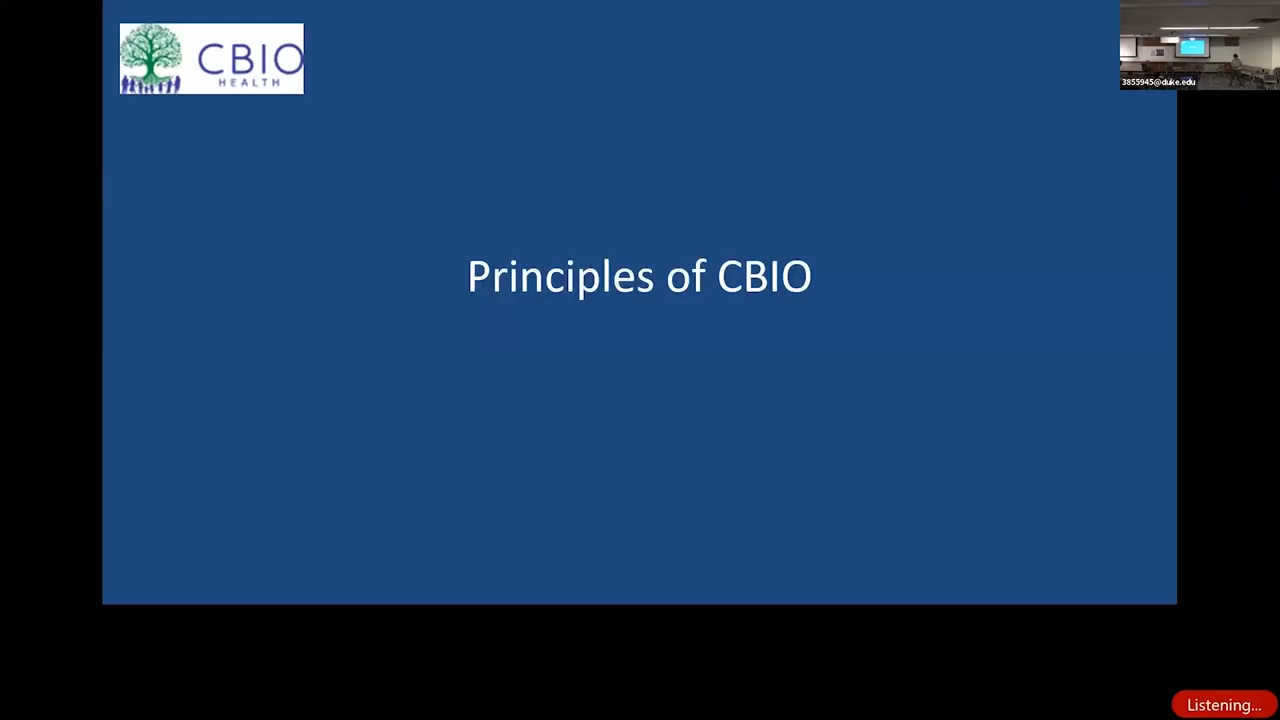 CBIO
HEALTH
3855945@duke.edu
Principles of CBIO
Listening...